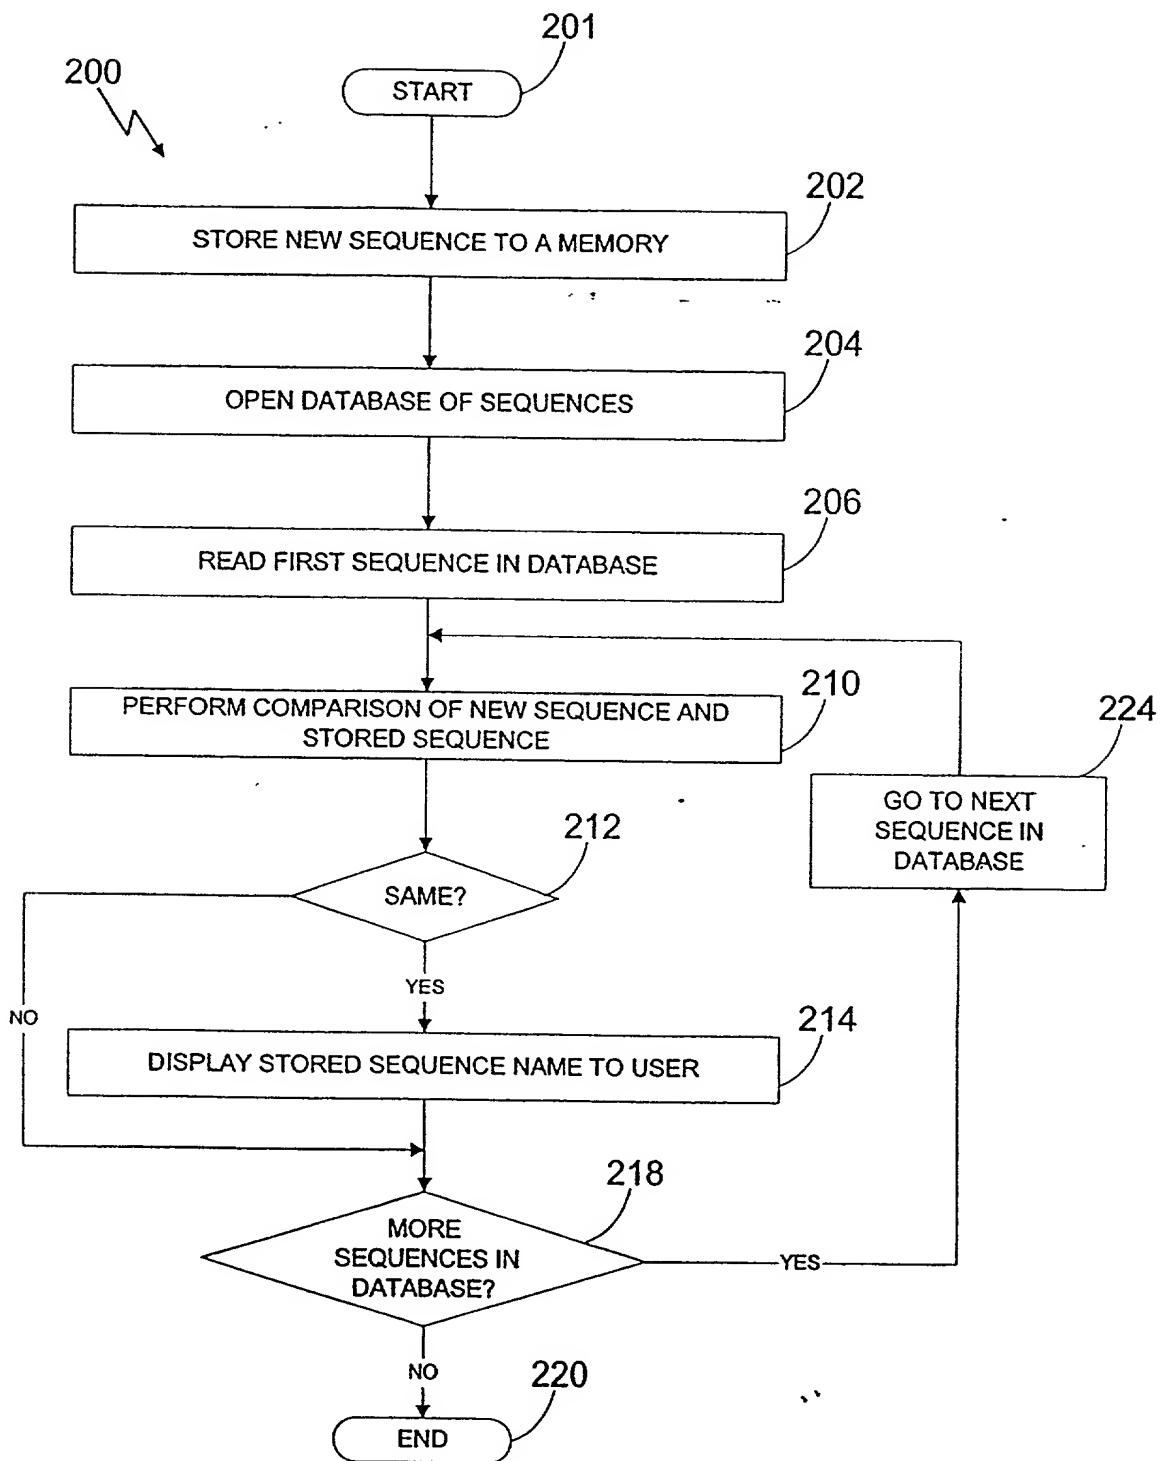 201
200
START
202
STORE NEW SEQUENCE TO A MEMORY
204
OPEN DATABASE OF SEQUENCES
206
READ FIRST SEQUENCE IN DATABASE
210
PERFORM COMPARISON OF NEW SEQUENCE AND
STORED SEQUENCE
224
GO TO NEXT
SEQUENCE IN
DATABASE
212
SAME?
YES
NO
214
DISPLAY STORED SEQUENCE NAME TO USER
218
MORE
SEQUENCES IN
DATABASE?
YES
NO
220
END